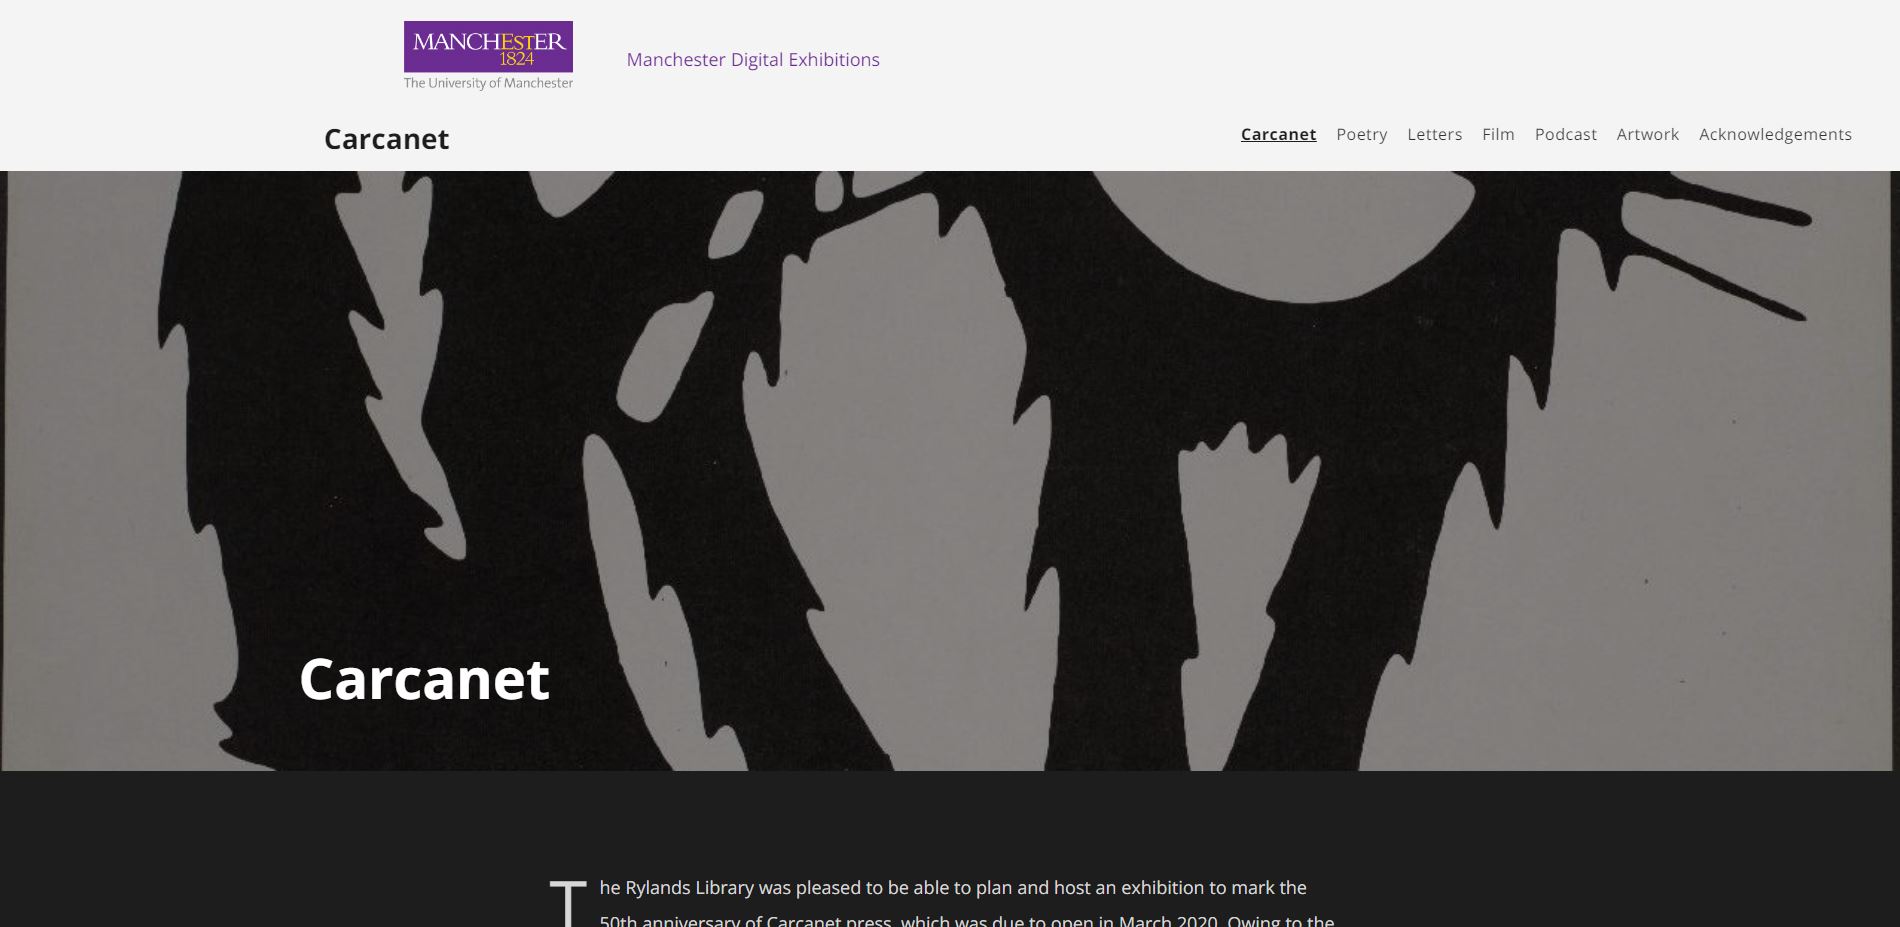 MANCHESTER
1824
The University of Manchester
Manchester Digital Exhibitions
Carcanet
Carcanet Poetry Letters Film Podcast Artwork Acknowledgements
Carcanet
The Rylands Library was pleased to be able to plan and host an exhibition to mark the
50th anniversary of Carcanet press, which was due to open in March 2020. Owing to the